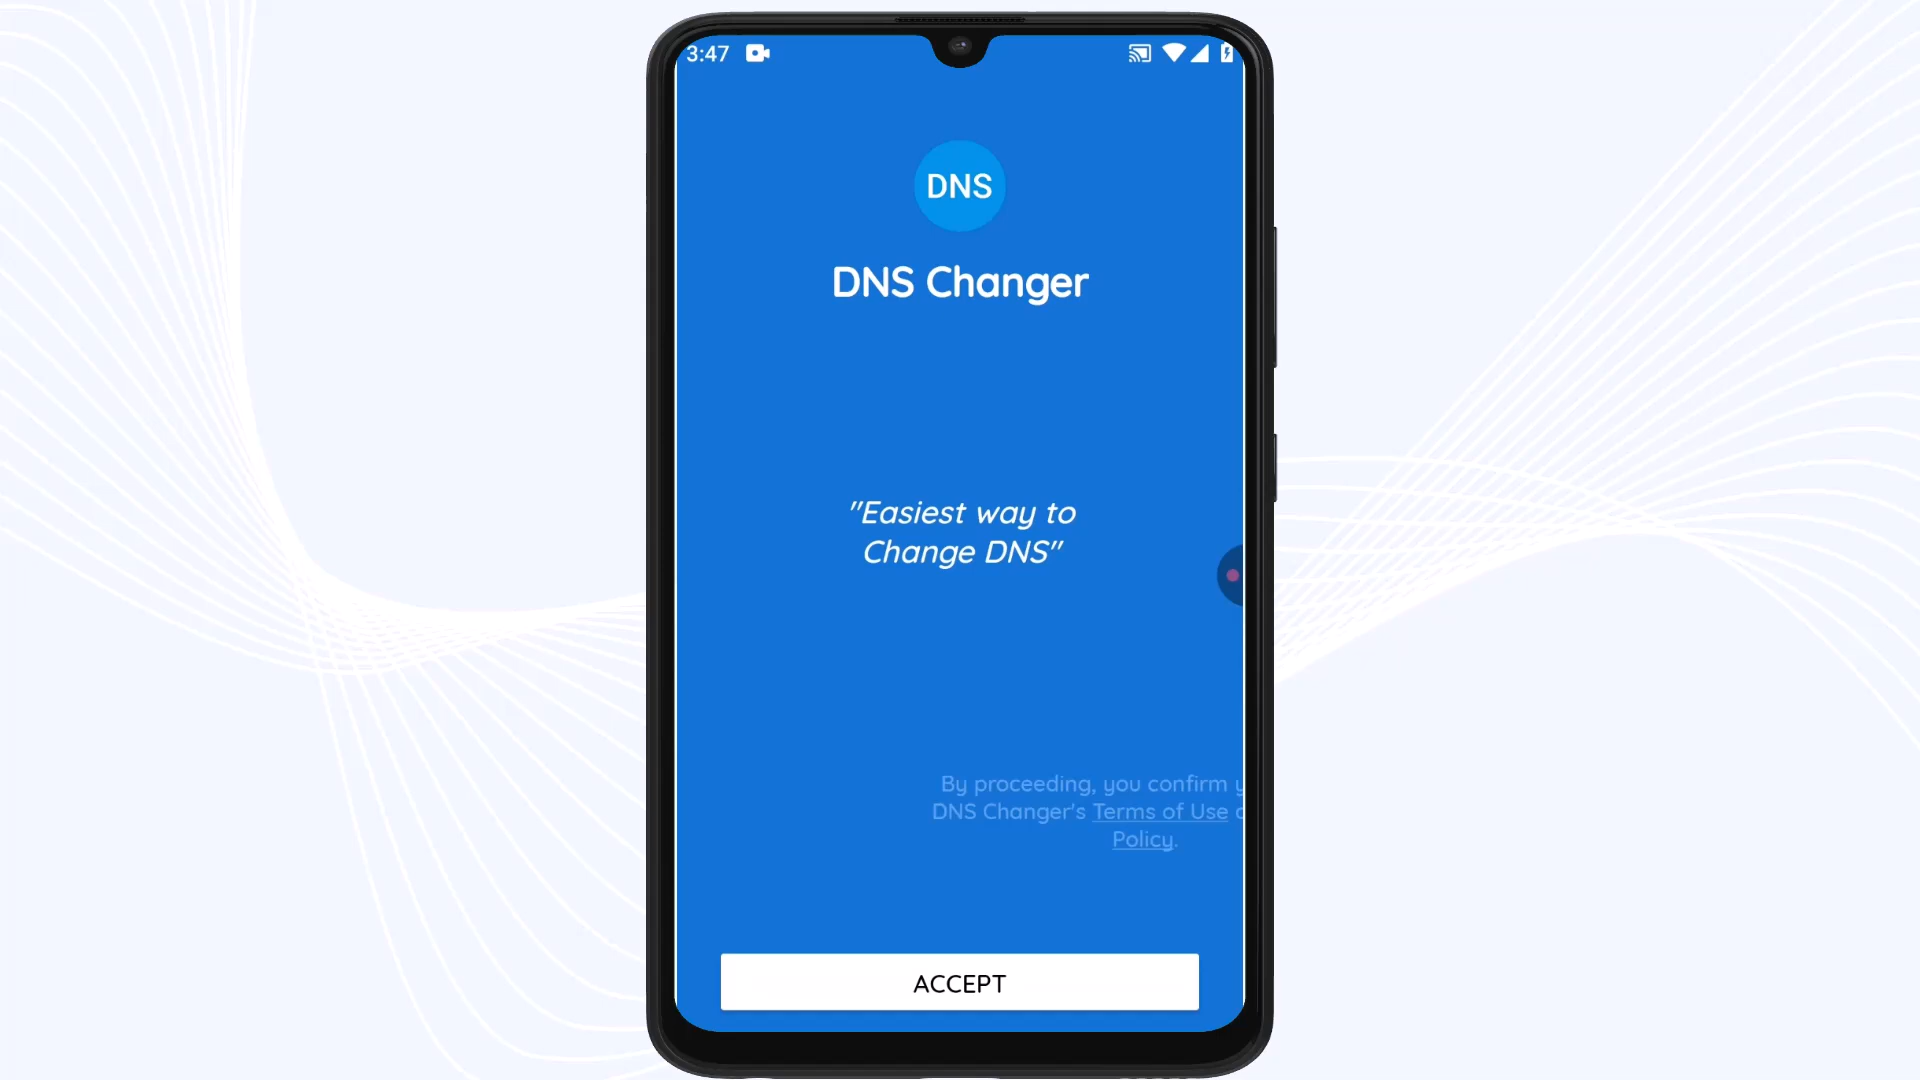 3:47
DNS
DNS Changer
"Easiest way to
Change DNS"
By proceeding, you confirm
DNS Changer's Terms of Use
Policy.
ACCEPT